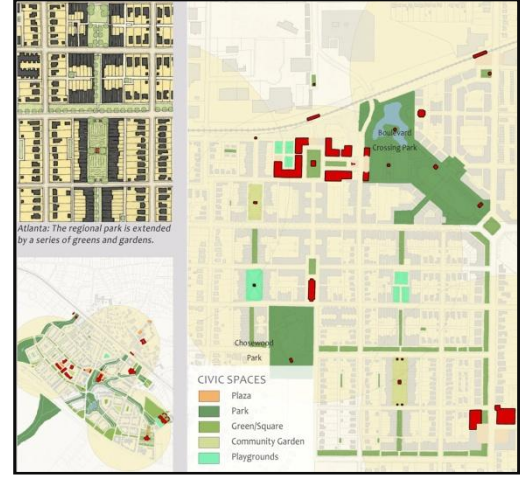 Atlanta: The regional park is extended
by a series of greens and gardens.
Boulevard
Crossing Park
Chosewood
Park
CIVIC SPACES
Plaza
Park
Green/Square
Community Garden
Playgrounds